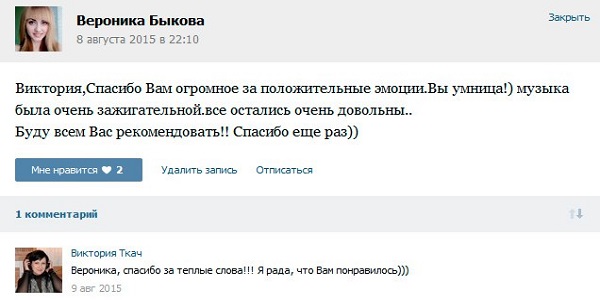 Вероника Быкова
Закрыть
8 августа 2015 в 22:10
Виктория,Спасибо Вам огромное за положительные эмоции.Вы умница!) музыка
была очень зажигательной.все остались очень довольны..
Буду всем Вас рекомендовать!! Спасибо еще раз))
Мне нравится 2
Удалить запись
Отписаться
1 комментарий
Виктория Ткач
Вероника, спасибо за теплые слова!!! Я рада, что Вам понравилось)))
9 авг 2015